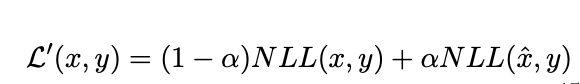 ℒ′(x, y) = (1 − α)NLL(x, y) + αNLL(x̂, y)